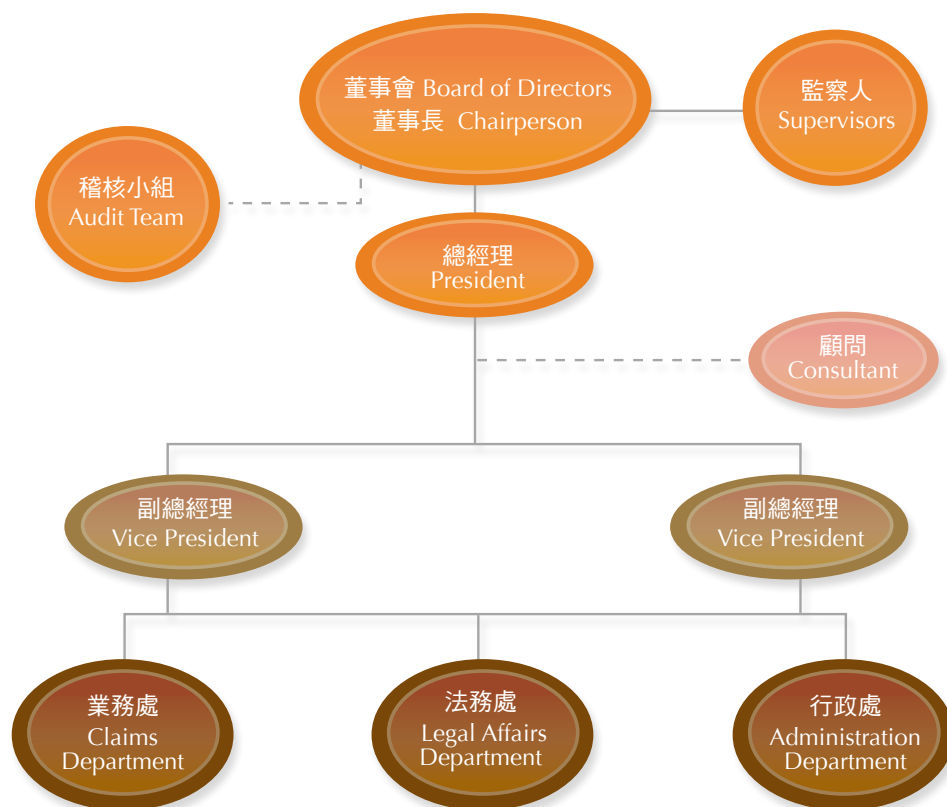 董事會 Board of Directors
董事長 Chairperson
監察人
Supervisors
稽核小組
Audit Team
總經理
President
顧問
Consultant
副總經理
Vice President
副總經理
Vice President
業務處
Claims
Department
法務處
Legal Affairs
Department
行政處
Administration
Department